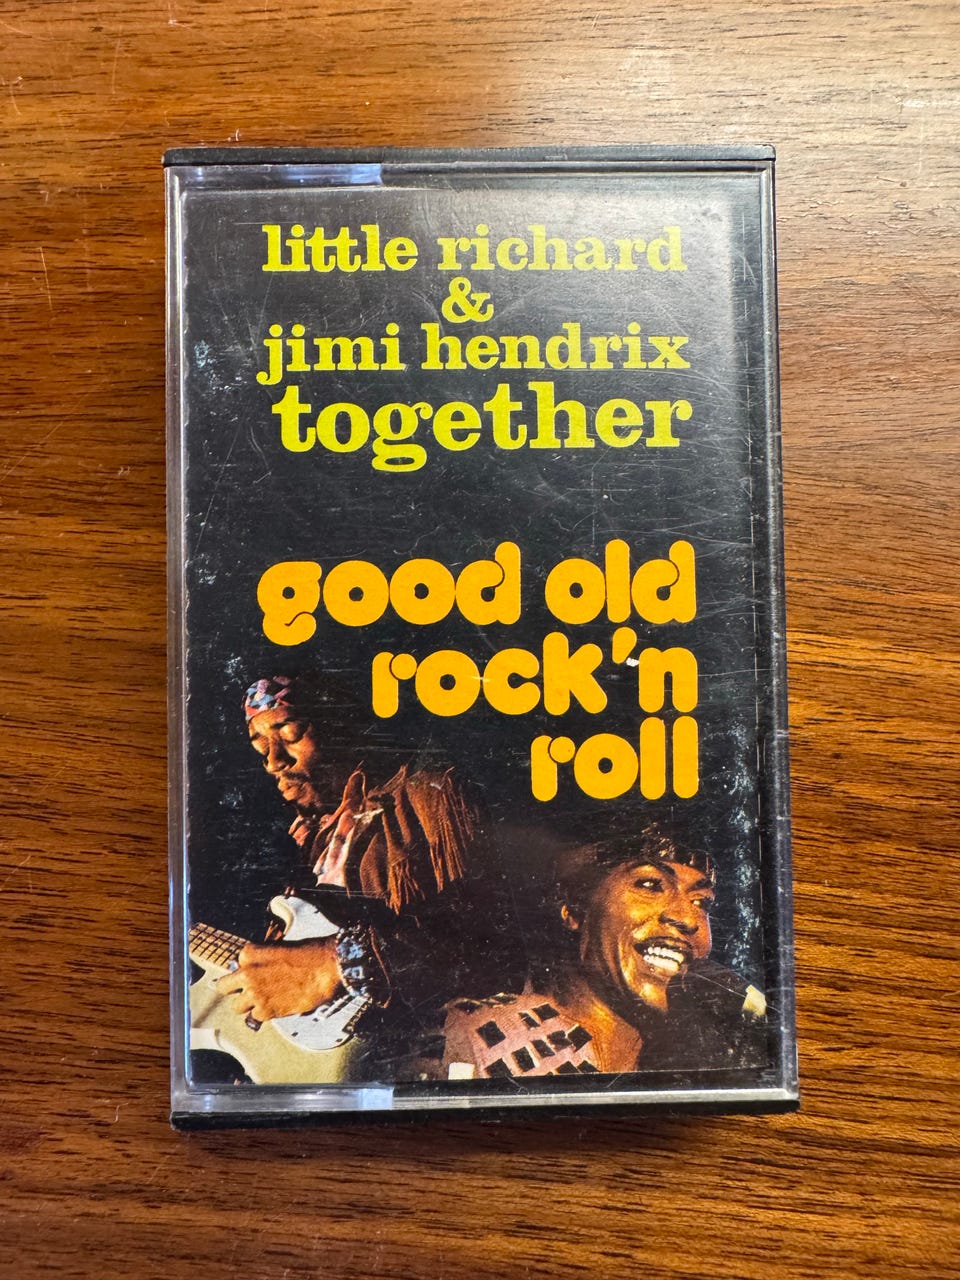 little richard
&
jimi hendrix
together
good old
rock'n
roll